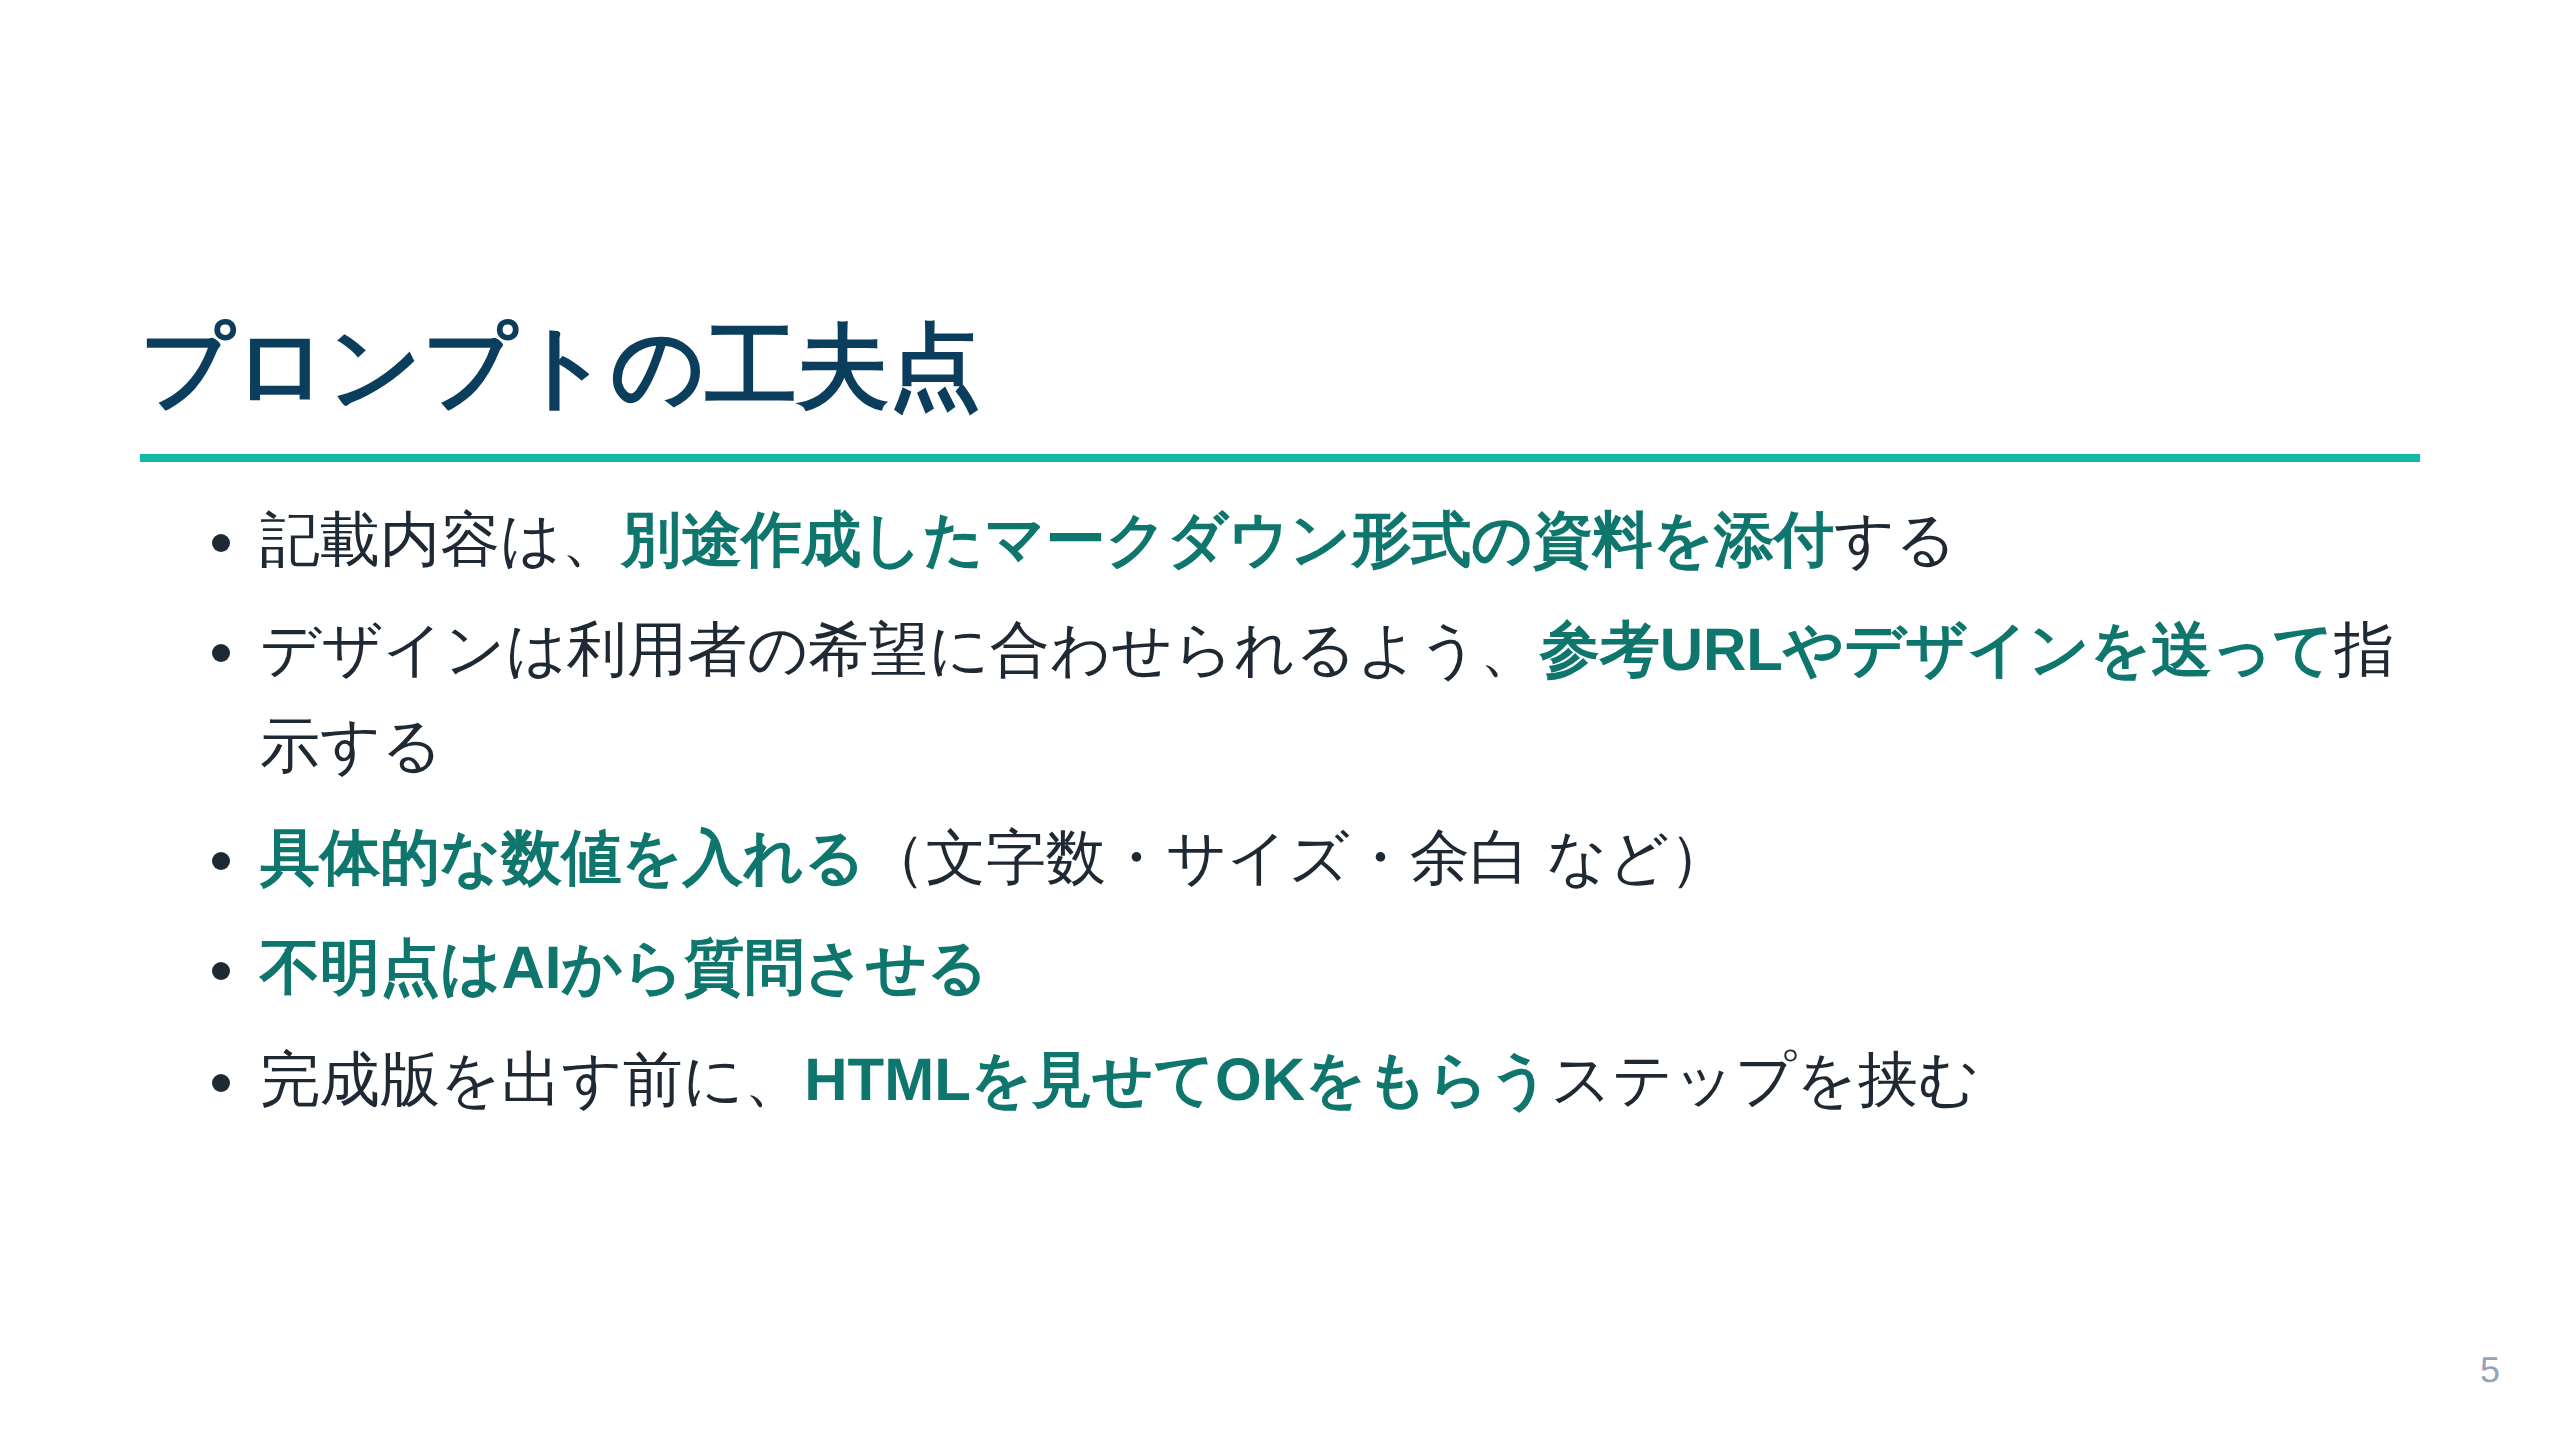 プロンプトの工夫点
• 記載内容は、別途作成したマークダウン形式の資料を添付する
• デザインは利用者の希望に合わせられるよう、参考URLやデザインを送って指
示する
• 具体的な数値を入れる（文字数・サイズ・余白 など）
• 不明点はAIから質問させる
• 完成版を出す前に、HTMLを見せてOKをもらうステップを挟む
5